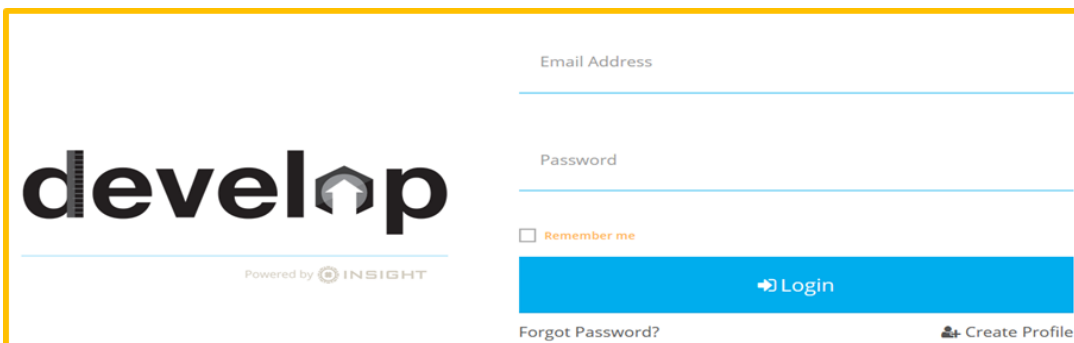 develop
Powered by INSIGHT
Email Address
Password
Remember me
Login
Forgot Password?
Create Profile